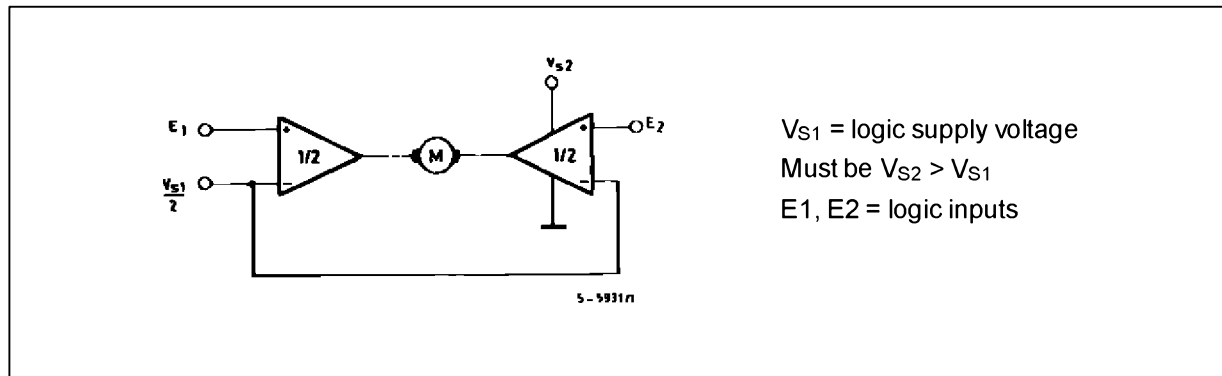 Vs2
E1
+
1/2
M
1/2
+
E2
Vs1
2
-
-
5-5931/1
VS1 = logic supply voltage
Must be VS2 > VS1
E1, E2 = logic inputs